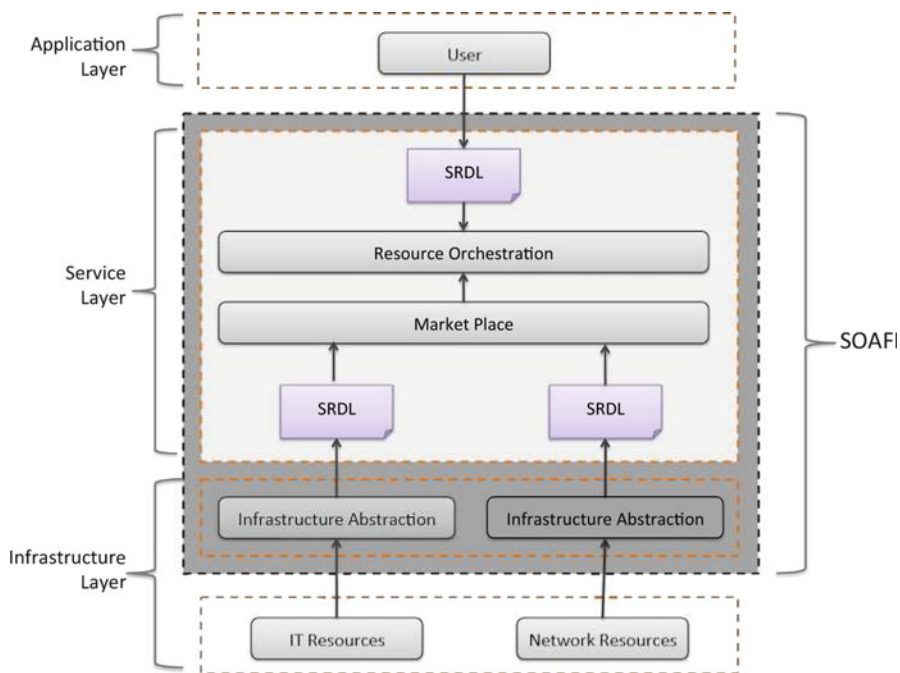 Application
Layer
User
SRDL
Resource Orchestration
Service
Layer
Market Place
SOAFI
SRDL
SRDL
Infrastructure Abstraction
Infrastructure Abstraction
Infrastructure
Layer
IT Resources
Network Resources